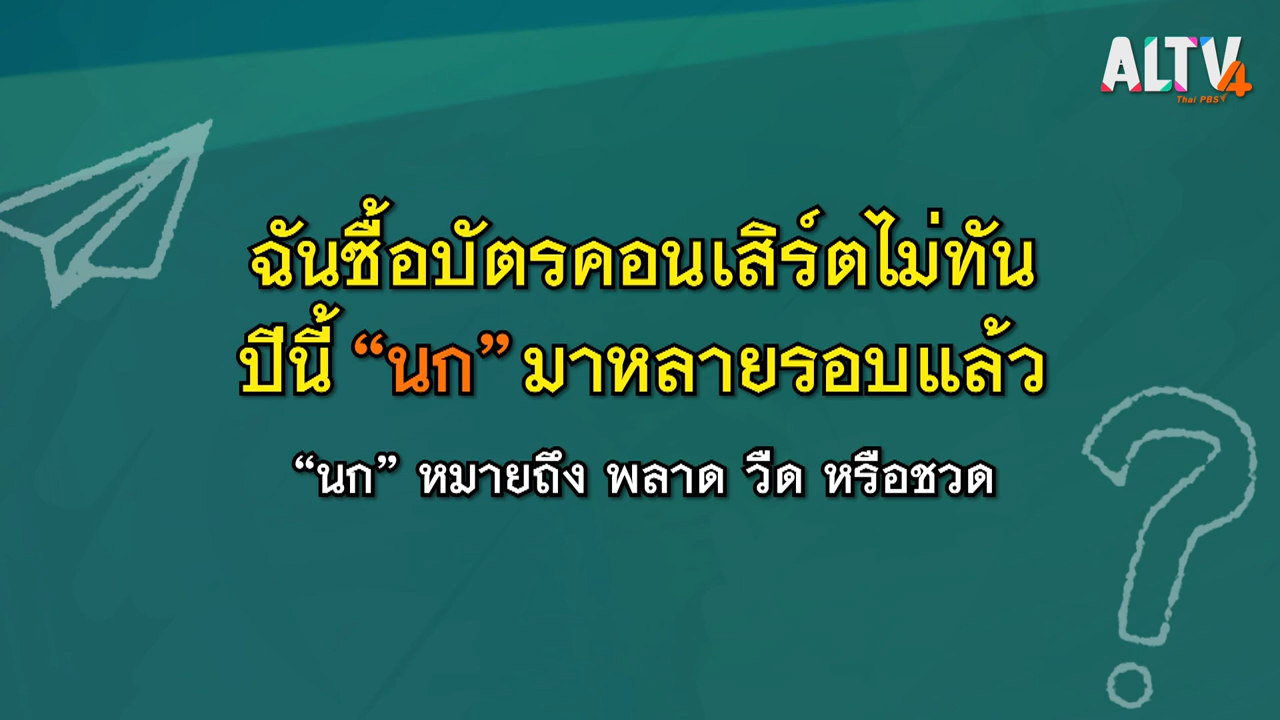 ALTV4
Thai PBS
ฉันซื้อบัตรคอนเสิร์ตไม่ทัน
ปีนี้ “นก” มาหลายรอบแล้ว
“นก” หมายถึง พลาด วืด หรือชวด